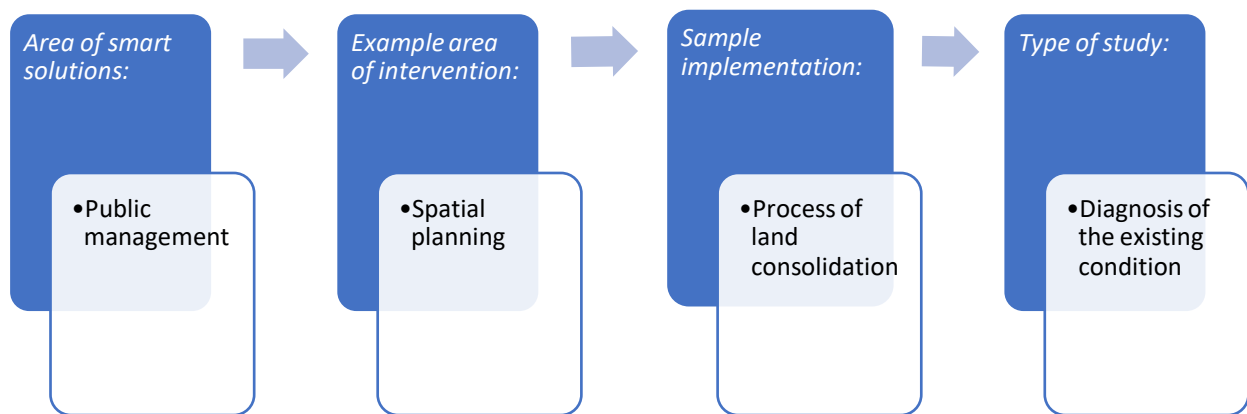 Area of smart
solutions:
•Public
management
Example area
of intervention:
•Spatial
planning
Sample
implementation:
•Process of
land
consolidation
Type of study:
•Diagnosis of
the existing
condition